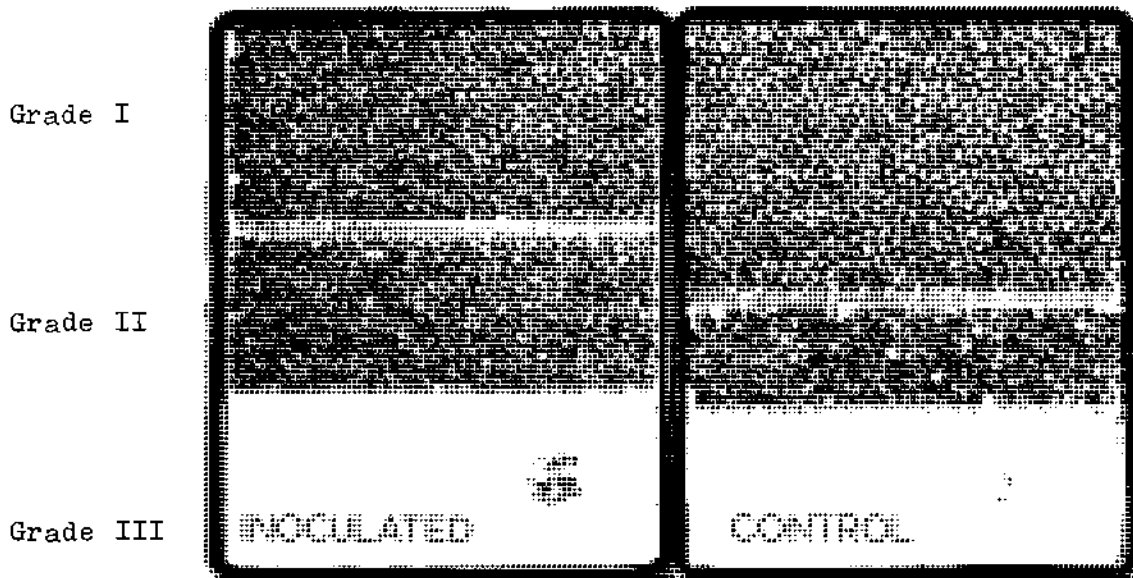 Grade I
Grade II
Grade III
INOCULATED
CONTROL